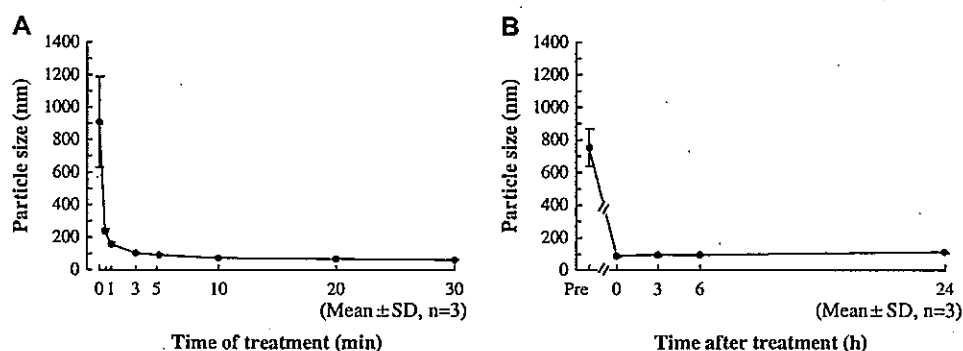 A
1400
1200
1000
800
600
400
200
0
Particle size (nm)
0 1 3 5 10 20 30
(Mean±SD, n=3)
Time of treatment (min)
B
1400
1200
1000
800
600
400
200
0
Particle size (nm)
Pre 0 3 6 24
(Mean±SD, n=3)
Time after treatment (h)